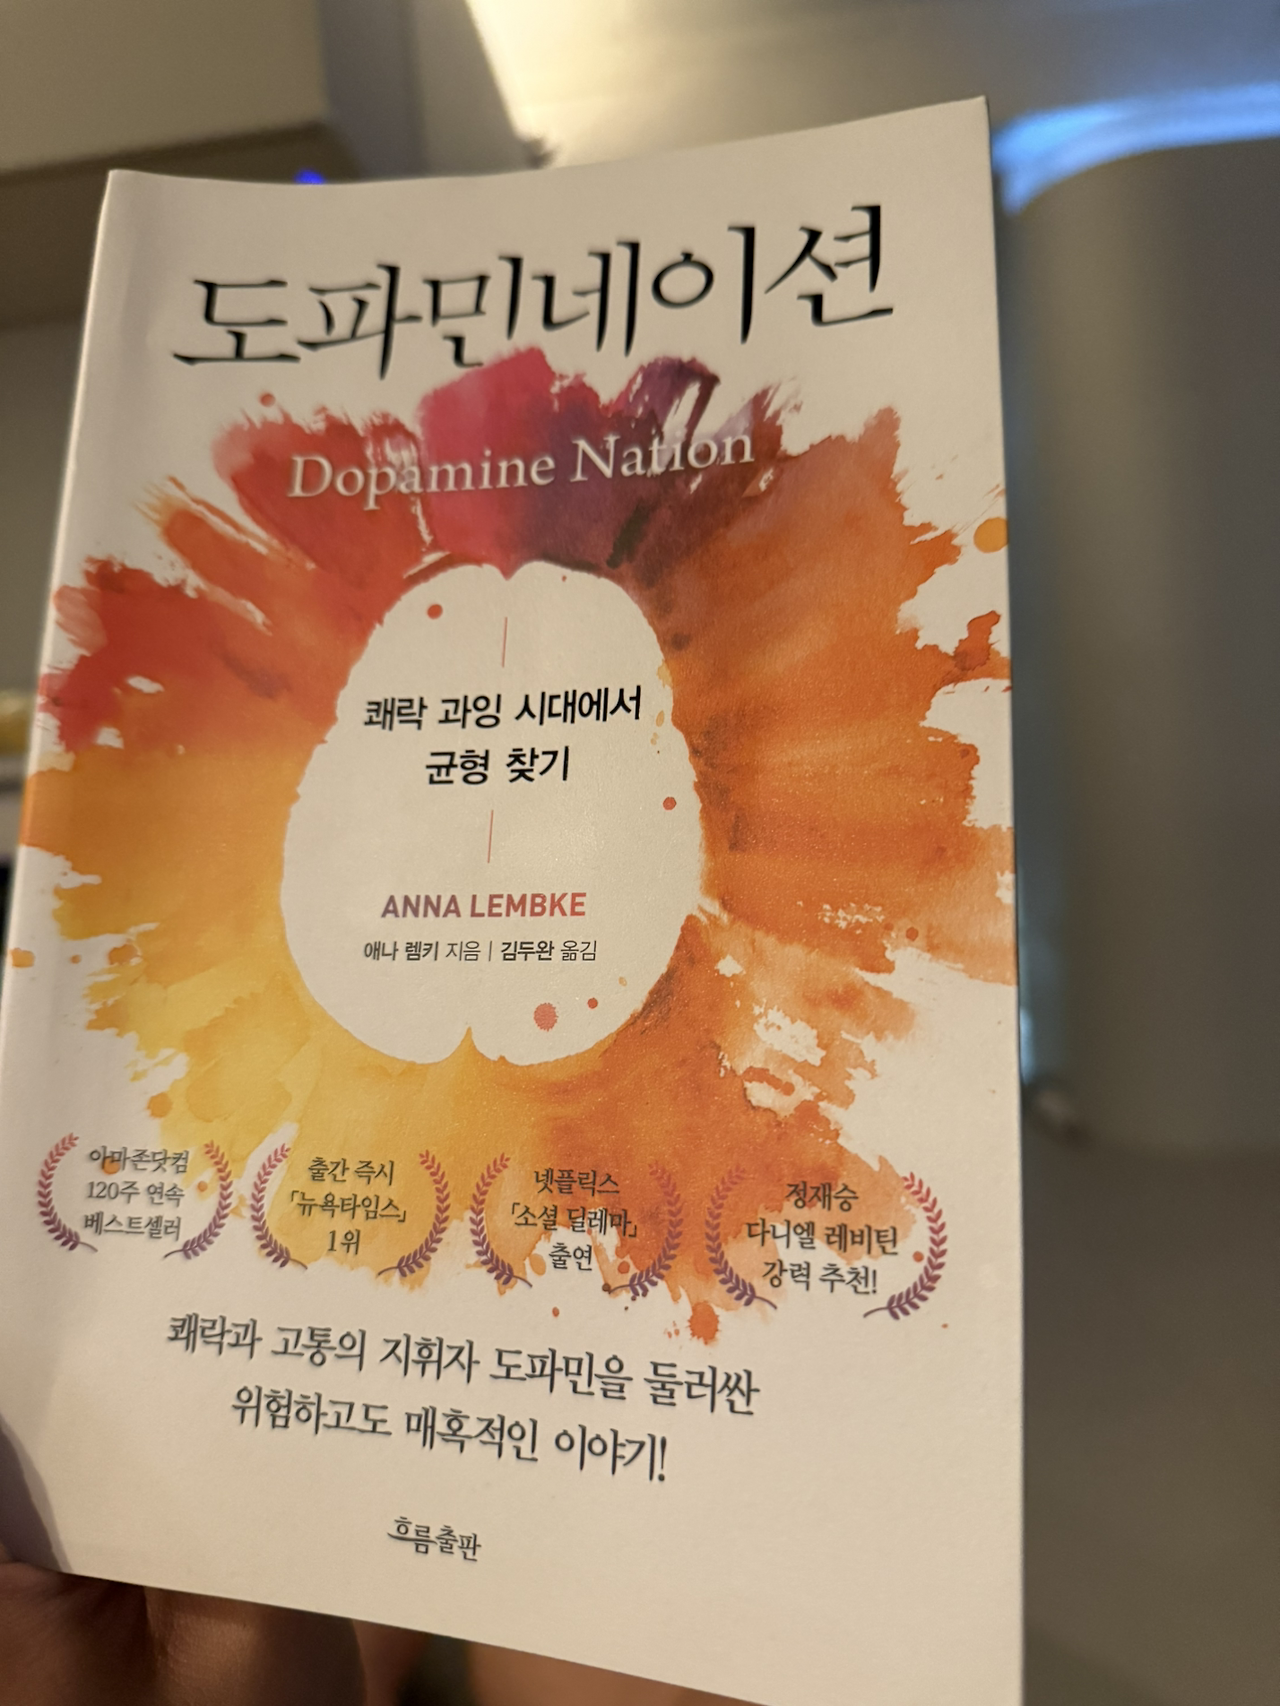 도파민네이션
Dopamine Nation
쾌락 과잉 시대에서
균형 찾기
ANNA LEMBKE
애나 렘키 지음 | 김두완 옮김
아마존닷컴
120주 연속
베스트셀러
출간 즉시
「뉴욕타임스」
1위
넷플릭스
「소셜 딜레마」
출연
정재승
다니엘 레비틴
강력 추천!
쾌락과 고통의 지휘자 도파민을 둘러싼
위험하고도 매혹적인 이야기!
흐름출판